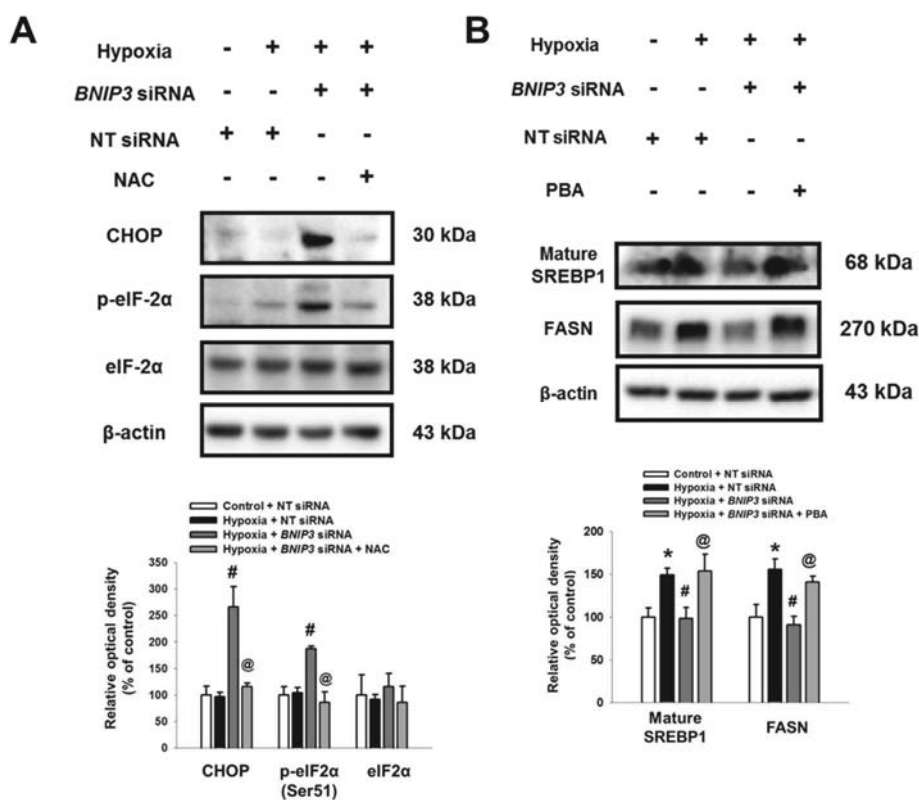 A
Hypoxia - + + +
BNIP3 siRNA - - + +
NT siRNA + + - -
NAC - - - +
CHOP 30 kDa
p-eIF-2α 38 kDa
eIF-2α 38 kDa
β-actin 43 kDa
Control + NT siRNA
Hypoxia + NT siRNA
Hypoxia + BNIP3 siRNA
Hypoxia + BNIP3 siRNA + NAC
Relative optical density
(% of control)
350
300
250
200
150
100
50
0
# @ # @
CHOP p-eIF2α eIF2α
(Ser51)
B
Hypoxia - + + +
BNIP3 siRNA - - + +
NT siRNA + + - -
PBA - - - +
Mature
SREBP1 68 kDa
FASN 270 kDa
β-actin 43 kDa
Control + NT siRNA
Hypoxia + NT siRNA
Hypoxia + BNIP3 siRNA
Hypoxia + BNIP3 siRNA + PBA
Relative optical density
(% of control)
200
150
100
50
0
* # @ * # @
Mature FASN
SREBP1